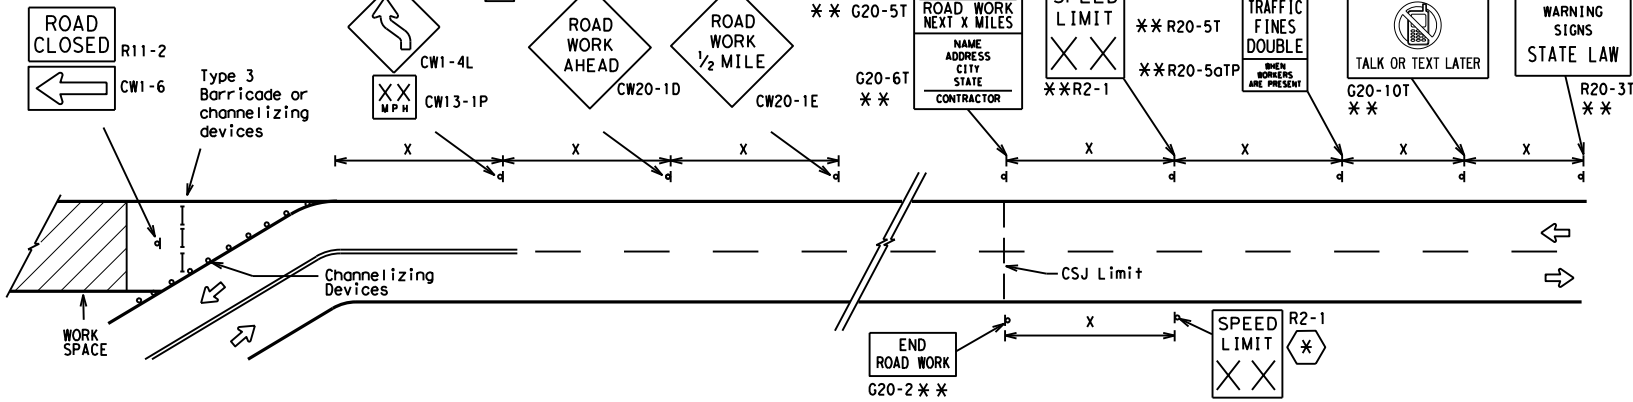 ROAD
CLOSED
R11-2
CW1-6
Type 3
Barricade or
channelizing
devices
CW1-4L
X X
MPH
CW13-1P
ROAD
WORK
AHEAD
CW20-1D
ROAD
WORK
1/2 MILE
CW20-1E
* * G20-5T
ROAD WORK
NEXT X MILES
NAME
ADDRESS
CITY
STATE
CONTRACTOR
G20-6T
* *
LIMIT
X X
**R2-1
**R20-5T
**R20-5aTP
TRAFFIC
FINES
DOUBLE
WHEN
WORKERS
ARE PRESENT
TALK OR TEXT LATER
G20-10T
* *
WARNING
SIGNS
STATE LAW
R20-3T
* *
X
X
X
X
X
X
X
Channelizing
Devices
WORK
SPACE
CSJ Limit
END
ROAD WORK
G20-2 * *
X
SPEED
LIMIT
X X
R2-1
*